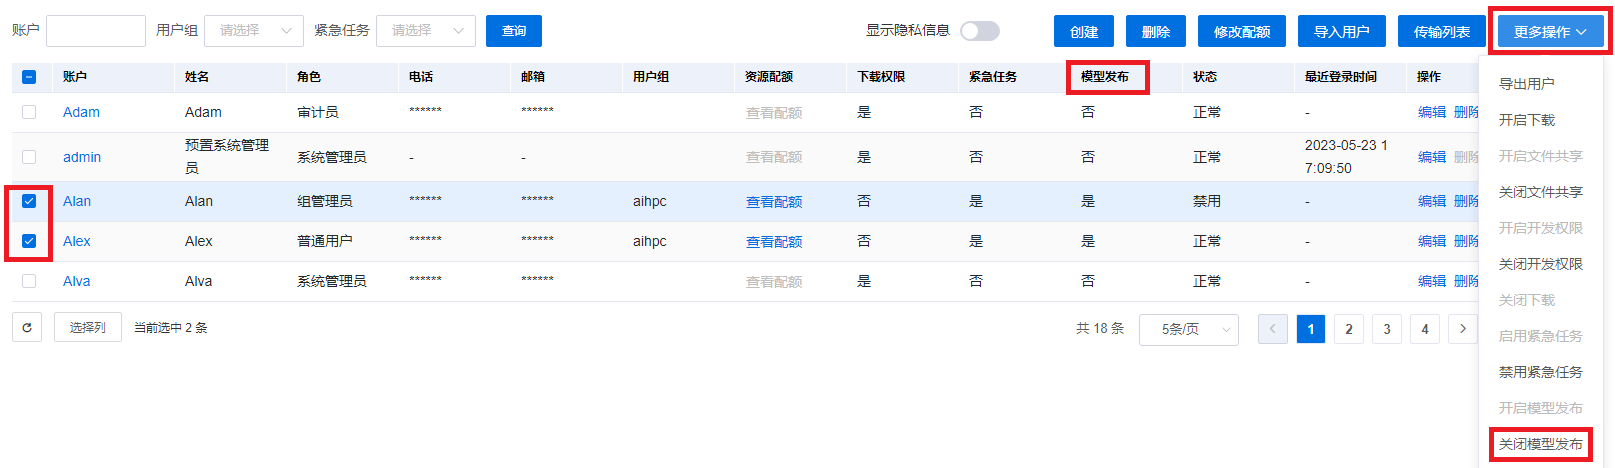 账户 用户组 请选择 紧急任务 请选择 查询 显示隐私信息 创建 删除 修改配额 导入用户 传输列表 更多操作
账户 姓名 角色 电话 邮箱 用户组 资源配额 下载权限 紧急任务 模型发布 状态 最近登录时间 操作
Adam Adam 审计员 ****** ****** 查看配额 是 否 否 正常 - 编辑 删除
admin 预置系统管理员 系统管理员 - - 查看配额 是 否 否 正常 2023-05-23 17:09:50 编辑 删除
Alan Alan 组管理员 ****** ****** aihpc 查看配额 否 是 是 禁用 - 编辑 删除
Alex Alex 普通用户 ****** ****** aihpc 查看配额 否 是 是 正常 - 编辑 删除
Alva Alva 系统管理员 ****** ****** 查看配额 是 否 否 正常 - 编辑 删除
选择列 当前选中 2 条 共 18 条 5条/页 1 2 3 4
导出用户
开启下载
开启文件共享
关闭文件共享
开启开发权限
关闭开发权限
关闭下载
启用紧急任务
禁用紧急任务
开启模型发布
关闭模型发布